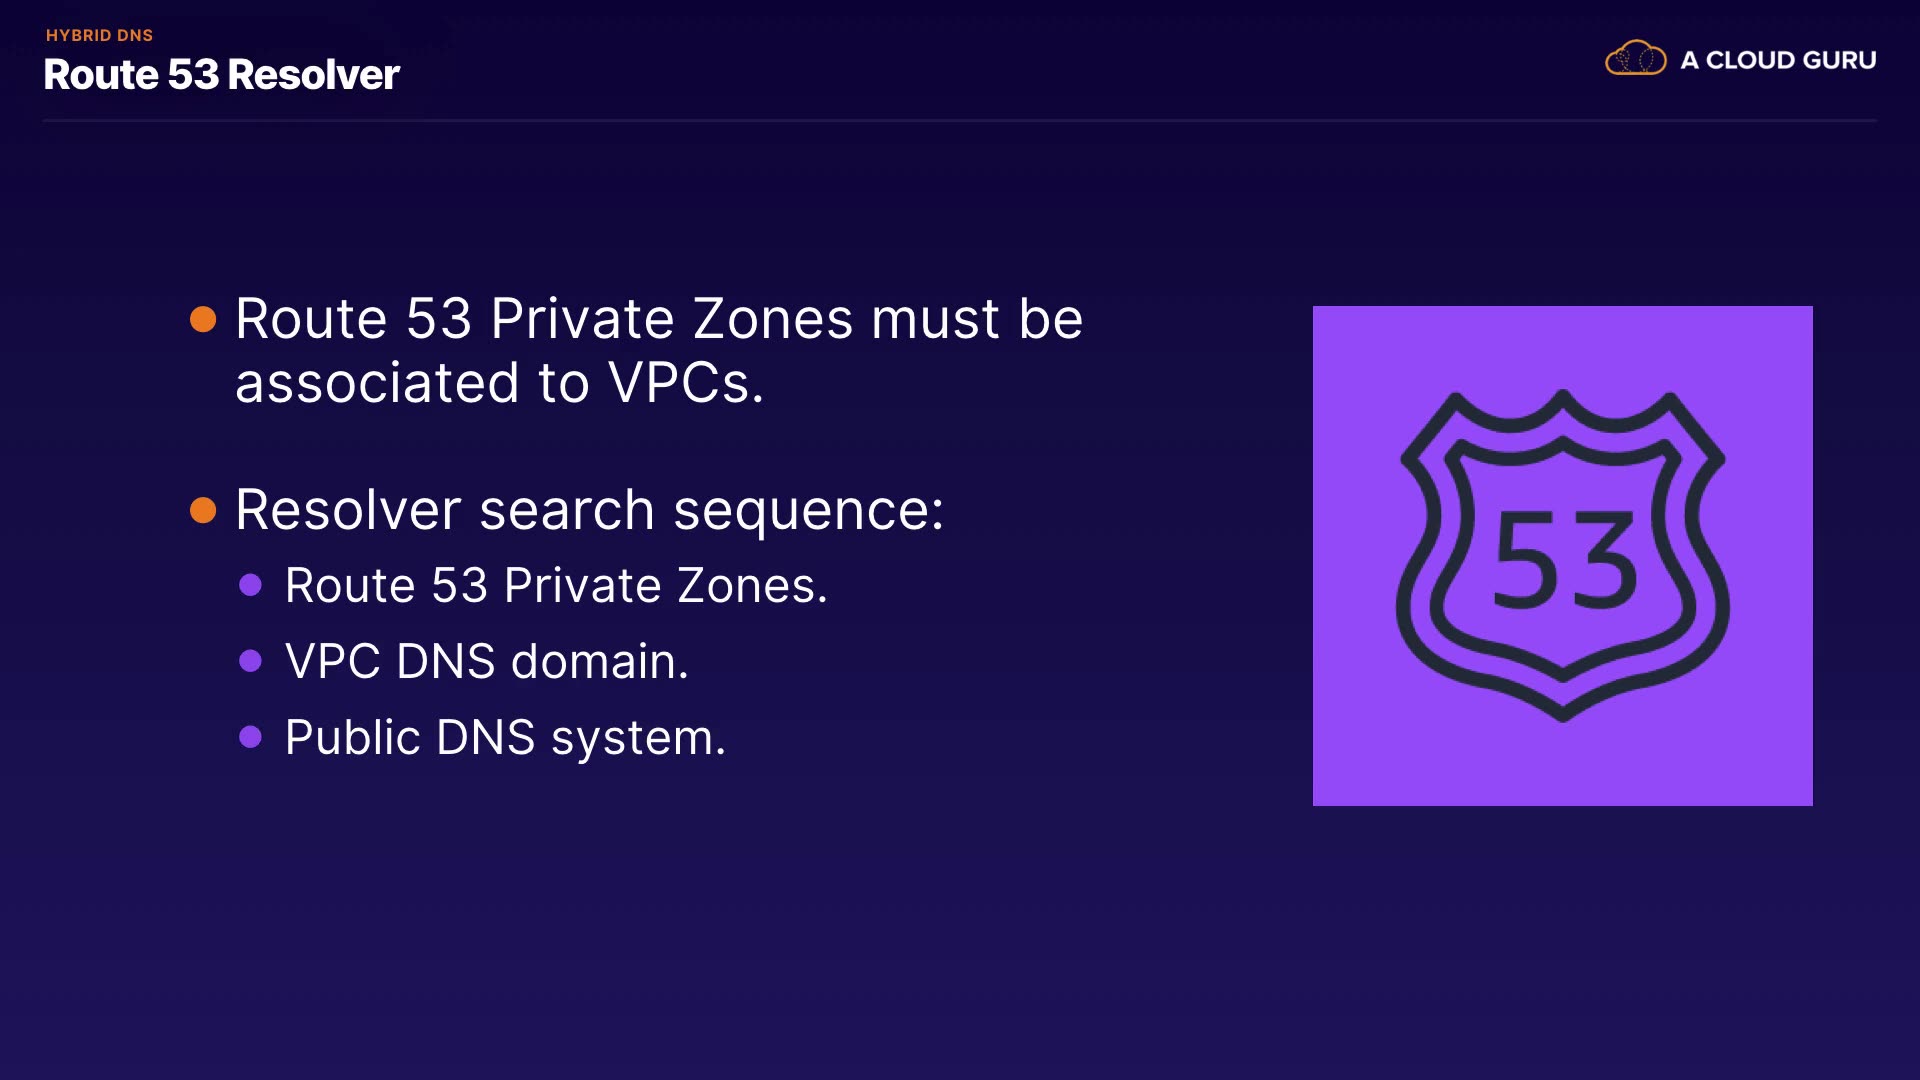 HYBRID DNS
Route 53 Resolver
A CLOUD GURU
Route 53 Private Zones must be
associated to VPCs.
Resolver search sequence:
Route 53 Private Zones.
VPC DNS domain.
Public DNS system.
53